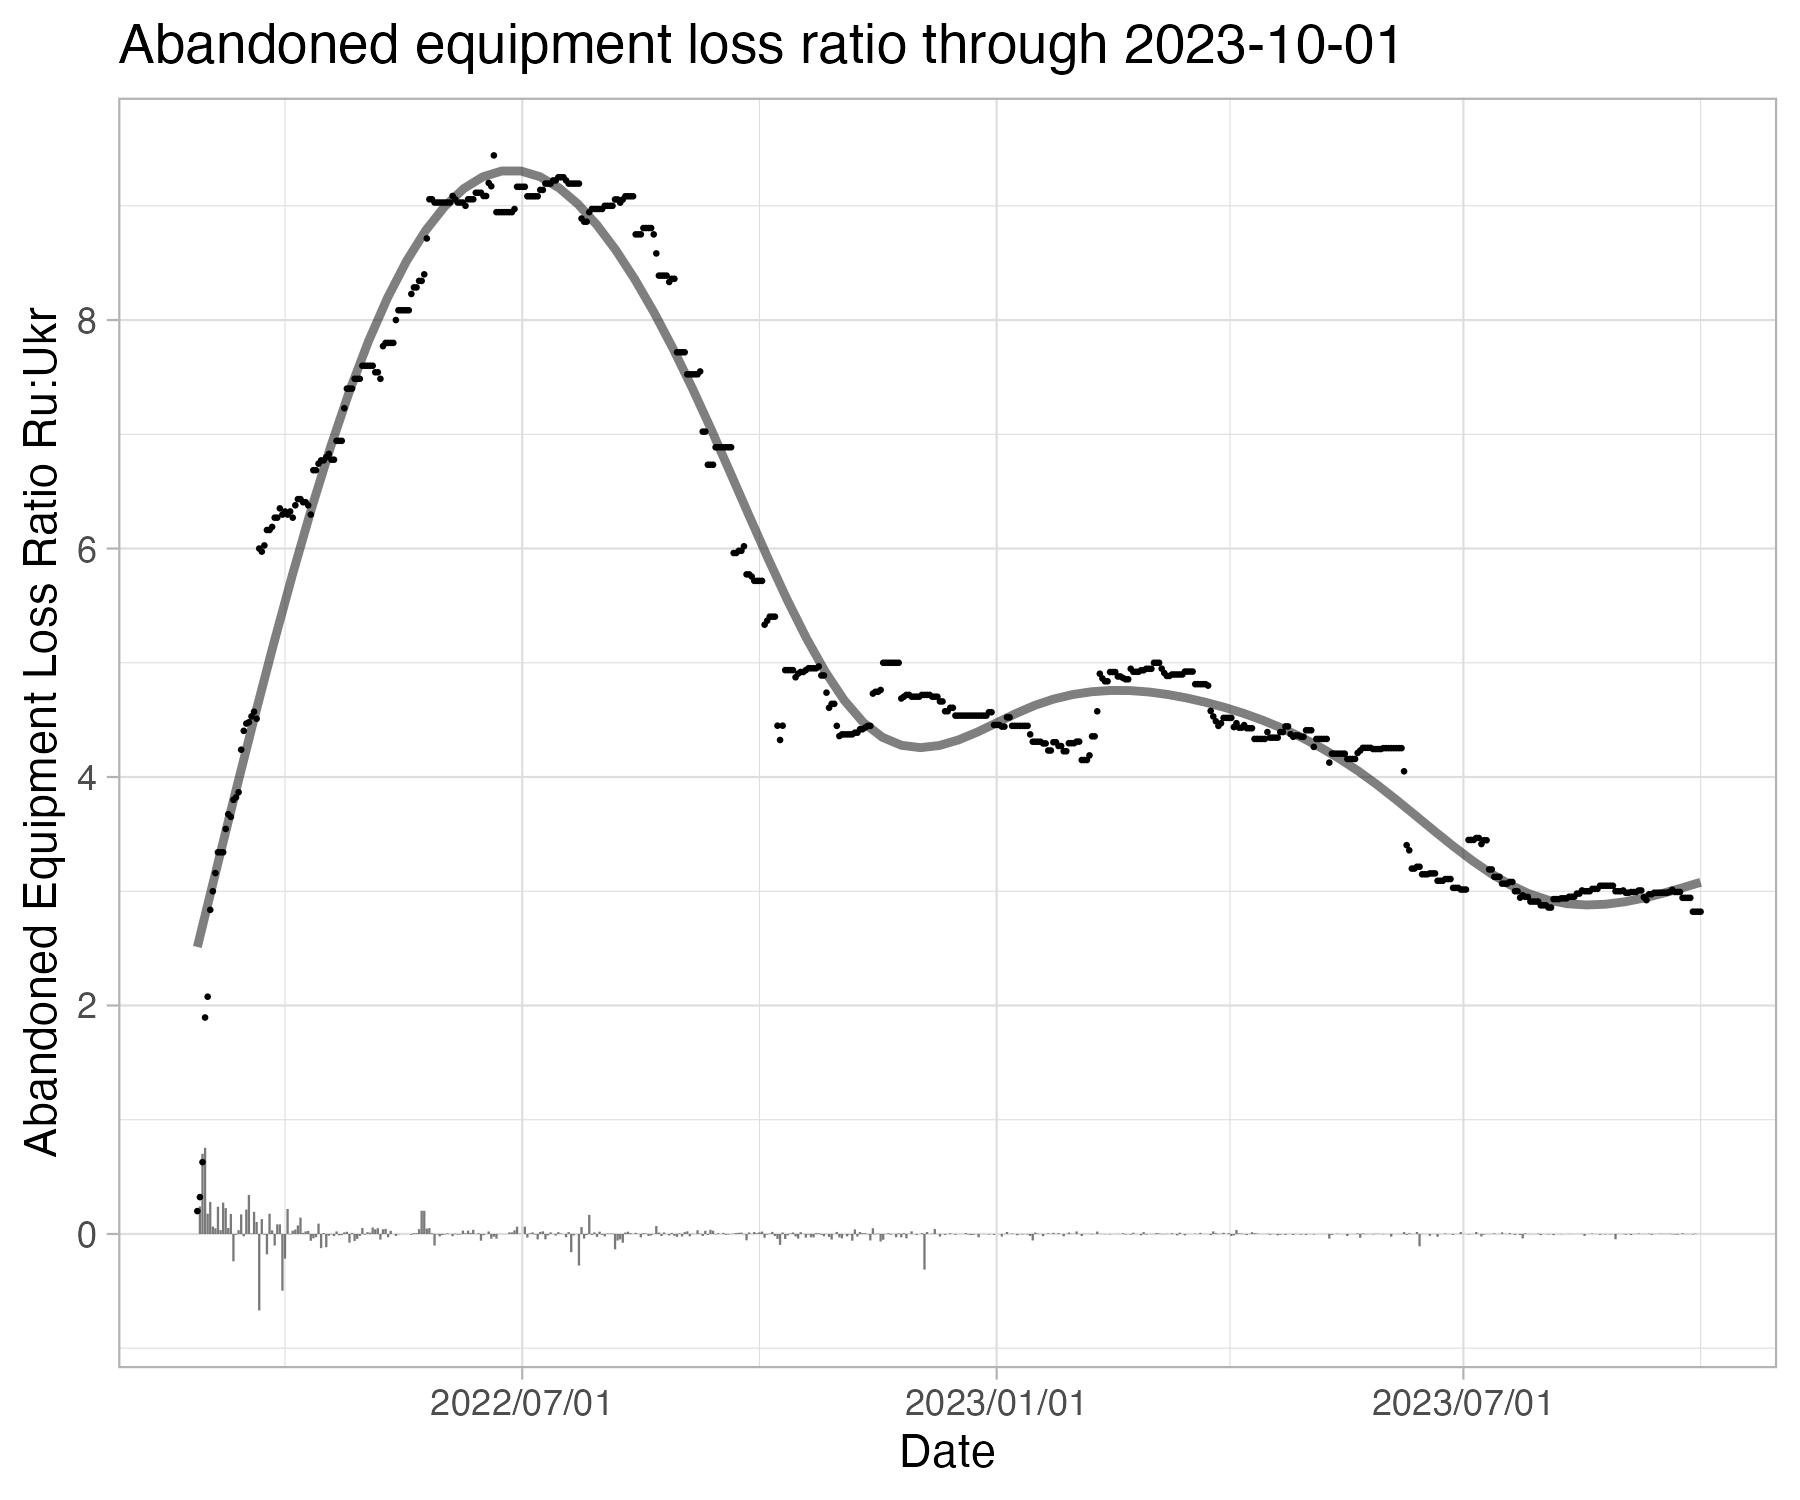 Abandoned equipment loss ratio through 2023-10-01
Abandoned Equipment Loss Ratio Ru:Ukr
8
6
4
2
0
2022/07/01
2023/01/01
2023/07/01
Date